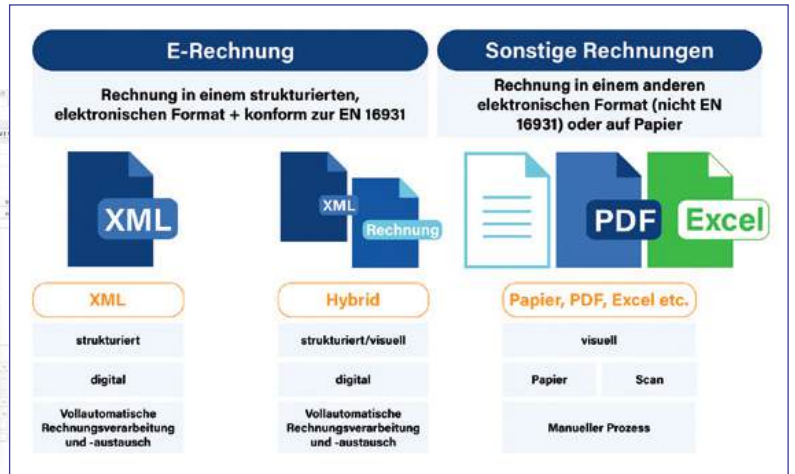 E-Rechnung
Rechnung in einem strukturierten,
elektronischen Format + konform zur EN 16931
XML
XML
Rechnung
XML
Hybrid
strukturiert
strukturiert/visuell
digital
digital
Vollautomatische
Rechnungsverarbeitung
und -austausch
Vollautomatische
Rechnungsverarbeitung
und -austausch
Sonstige Rechnungen
Rechnung in einem anderen
elektronischen Format (nicht EN
16931) oder auf Papier
PDF
Excel
Papier, PDF, Excel etc.
visuell
Papier
Scan
Manueller Prozess